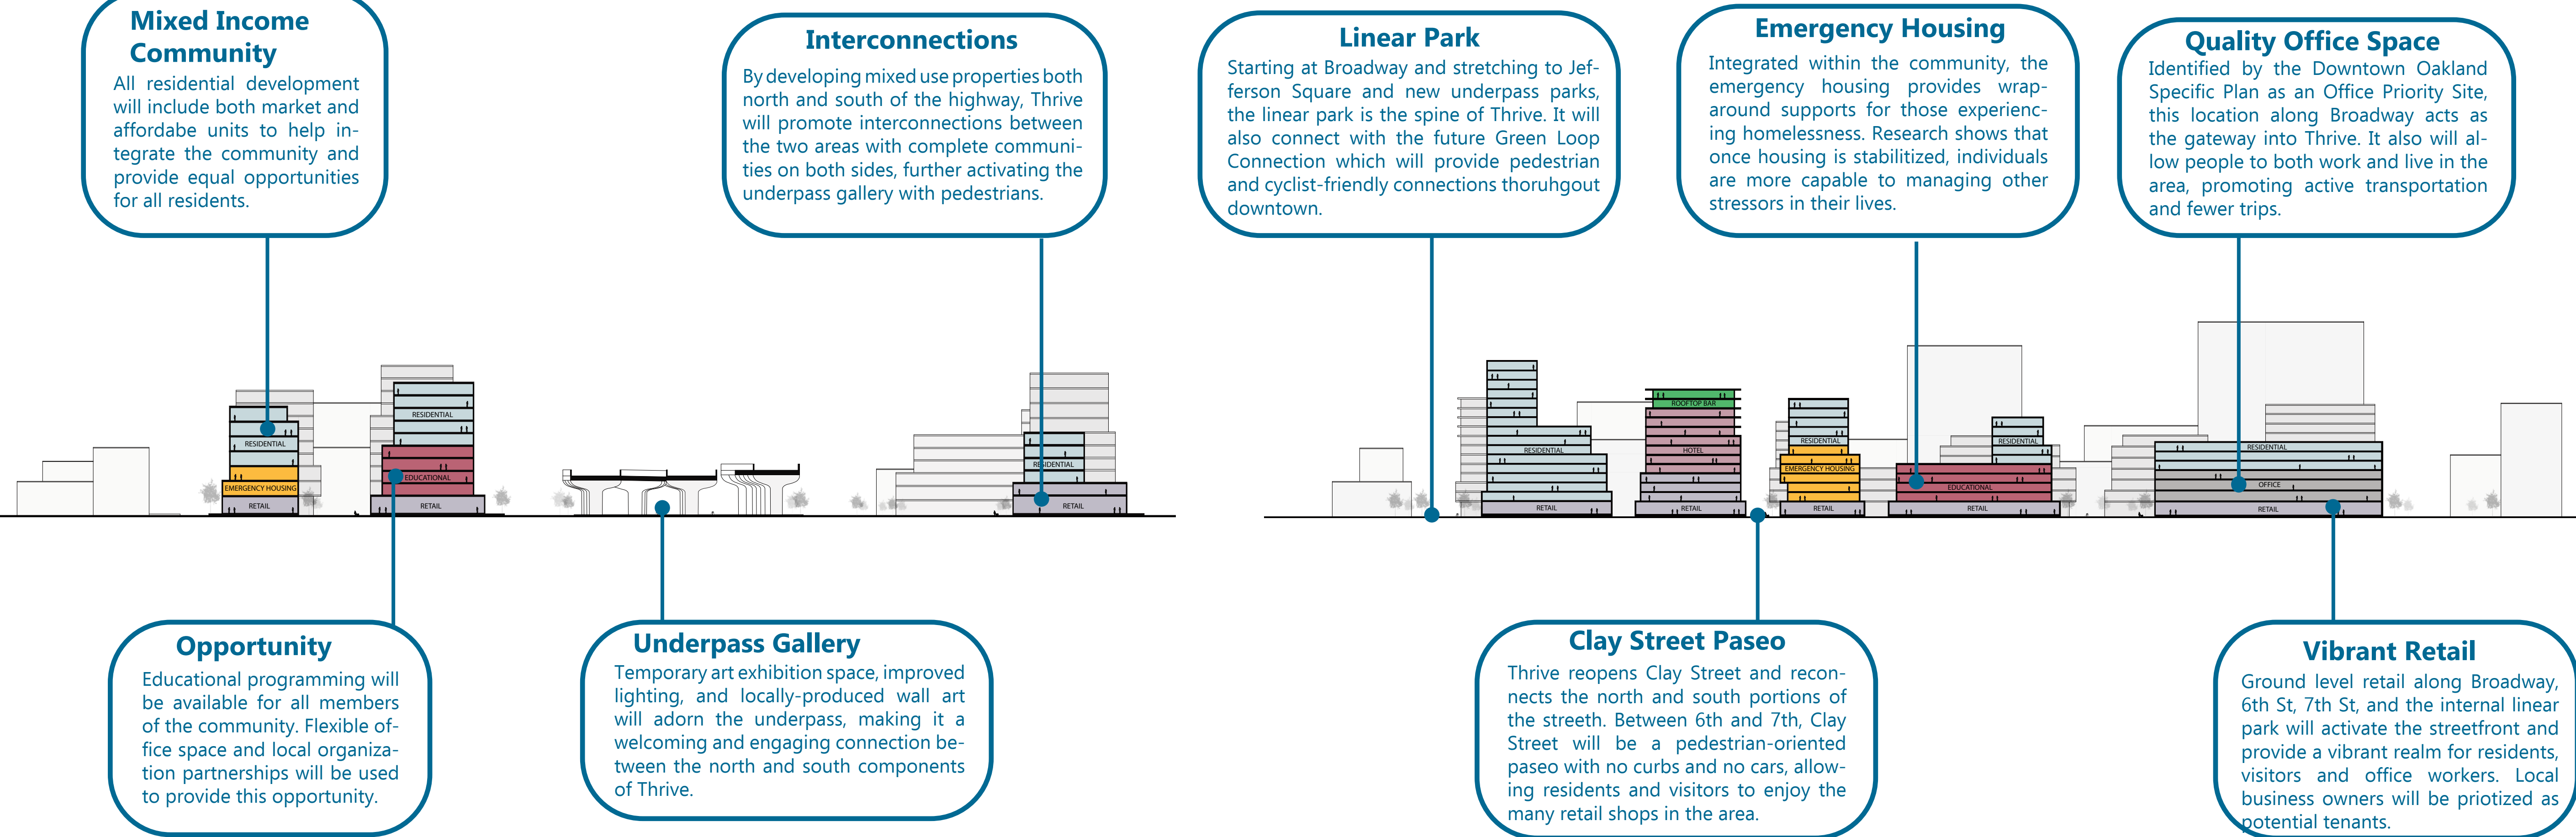 Mixed Income
Community
All residential development
will include both market and
affordabe units to help in-
tegrate the community and
provide equal opportunities
for all residents.
Interconnections
By developing mixed use properties both
north and south of the highway, Thrive
will promote interconnections between
the two areas with complete communi-
ties on both sides, further activating the
underpass gallery with pedestrians.
Linear Park
Starting at Broadway and stretching to Jef-
ferson Square and new underpass parks,
the linear park is the spine of Thrive. It will
also connect with the future Green Loop
Connection which will provide pedestrian
and cyclist-friendly connections thoruhgout
downtown.
Emergency Housing
Integrated within the community, the
emergency housing provides wrap-
around supports for those experienc-
ing homelessness. Research shows that
once housing is stabilitized, individuals
are more capable to managing other
stressors in their lives.
Quality Office Space
Identified by the Downtown Oakland
Specific Plan as an Office Priority Site,
this location along Broadway acts as
the gateway into Thrive. It also will al-
low people to both work and live in the
area, promoting active transportation
and fewer trips.
RESIDENTIAL
EMERGENCY HOUSING
RETAIL
RESIDENTIAL
EDUCATIONAL
RETAIL
RESIDENTIAL
RETAIL
RESIDENTIAL
RETAIL
ROOFTOP BAR
HOTEL
RETAIL
RESIDENTIAL
EMERGENCY HOUSING
RETAIL
RESIDENTIAL
EDUCATIONAL
RETAIL
RESIDENTIAL
OFFICE
RETAIL
Opportunity
Educational programming will
be available for all members
of the community. Flexible of-
fice space and local organiza-
tion partnerships will be used
to provide this opportunity.
Underpass Gallery
Temporary art exhibition space, improved
lighting, and locally-produced wall art
will adorn the underpass, making it a
welcoming and engaging connection be-
tween the north and south components
of Thrive.
Clay Street Paseo
Thrive reopens Clay Street and recon-
nects the north and south portions of
the streeth. Between 6th and 7th, Clay
Street will be a pedestrian-oriented
paseo with no curbs and no cars, allow-
ing residents and visitors to enjoy the
many retail shops in the area.
Vibrant Retail
Ground level retail along Broadway,
6th St, 7th St, and the internal linear
park will activate the streetfront and
provide a vibrant realm for residents,
visitors and office workers. Local
business owners will be priotized as
potential tenants.